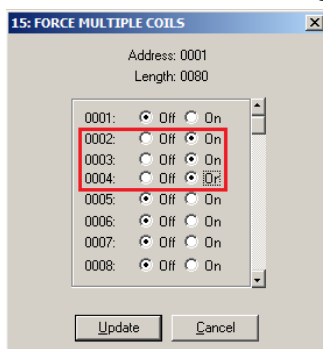 15: FORCE MULTIPLE COILS
Address: 0001
Length: 0080
0001: Off On
0002: Off On
0003: Off On
0004: Off On
0005: Off On
0006: Off On
0007: Off On
0008: Off On
Update Cancel